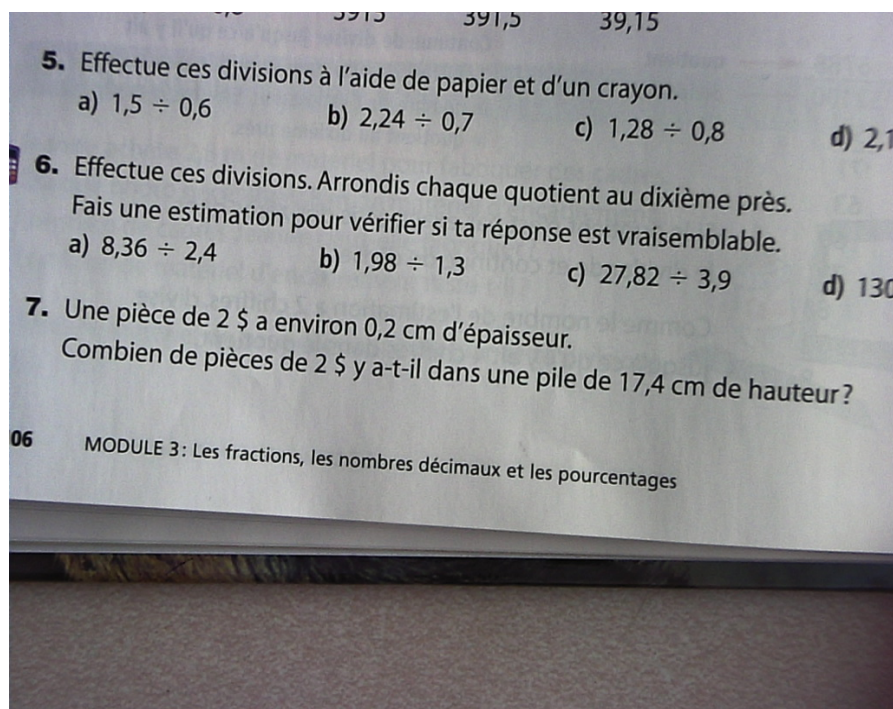 391,5 39,15
5. Effectue ces divisions à l'aide de papier et d'un crayon.
a) 1,5 ÷ 0,6 b) 2,24 ÷ 0,7 c) 1,28 ÷ 0,8 d) 2,1
6. Effectue ces divisions. Arrondis chaque quotient au dixième près.
Fais une estimation pour vérifier si ta réponse est vraisemblable.
a) 8,36 ÷ 2,4 b) 1,98 ÷ 1,3 c) 27,82 ÷ 3,9 d) 130
7. Une pièce de 2 $ a environ 0,2 cm d'épaisseur.
Combien de pièces de 2 $ y a-t-il dans une pile de 17,4 cm de hauteur?
06 MODULE 3: Les fractions, les nombres décimaux et les pourcentages